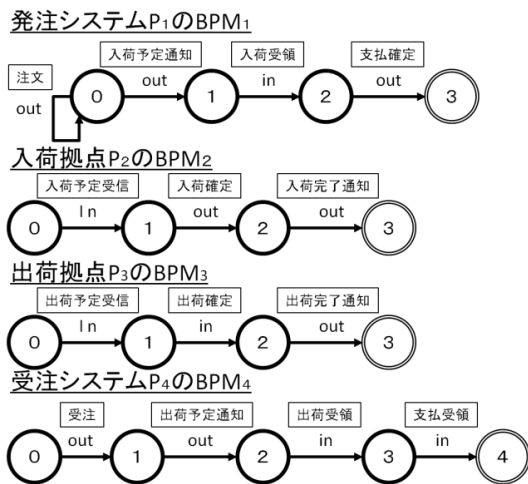 発注システムP₁のBPM₁
注文 入荷予定通知 入荷受領 支払確定
out out in out
0 1 2 3
入荷拠点P₂のBPM₂
入荷予定受信 入荷確定 入荷完了通知
In out out
0 1 2 3
出荷拠点P₃のBPM₃
出荷予定受信 出荷確定 出荷完了通知
In in out
0 1 2 3
受注システムP₄のBPM₄
受注 出荷予定通知 出荷受領 支払受領
out out in in
0 1 2 3 4